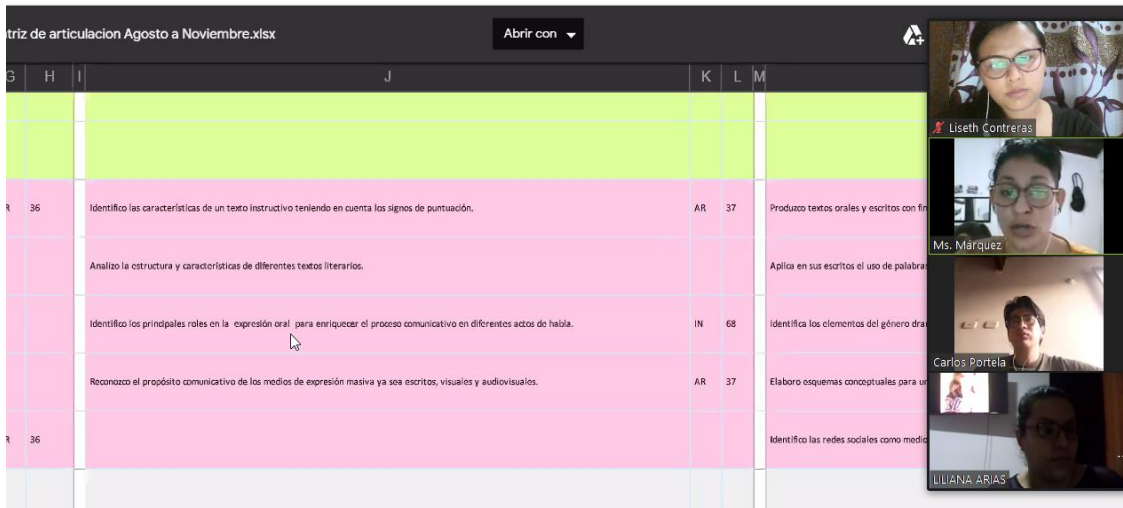 triz de articulacion Agosto a Noviembre.xlsx
Abrir con
G H I J K L M
R 36 Identifico las características de un texto instructivo teniendo en cuenta los signos de puntuación. AR 37 Produzco textos orales y escritos con fin
Analizo la estructura y características de diferentes textos literarios. Aplica en sus escritos el uso de palabras
Identifico los principales roles en la expresión oral para enriquecer el proceso comunicativo en diferentes actos de habla. IN 68 Identifica los elementos del género dra
Reconozco el propósito comunicativo de los medios de expresión masiva ya sea escritos, visuales y audiovisuales. AR 37 Elaboro esquemas conceptuales para un
R 36 Identifico las redes sociales como medio
Liseth Contreras
Ms. Márquez
Carlos Portela
LILIANA ARIAS